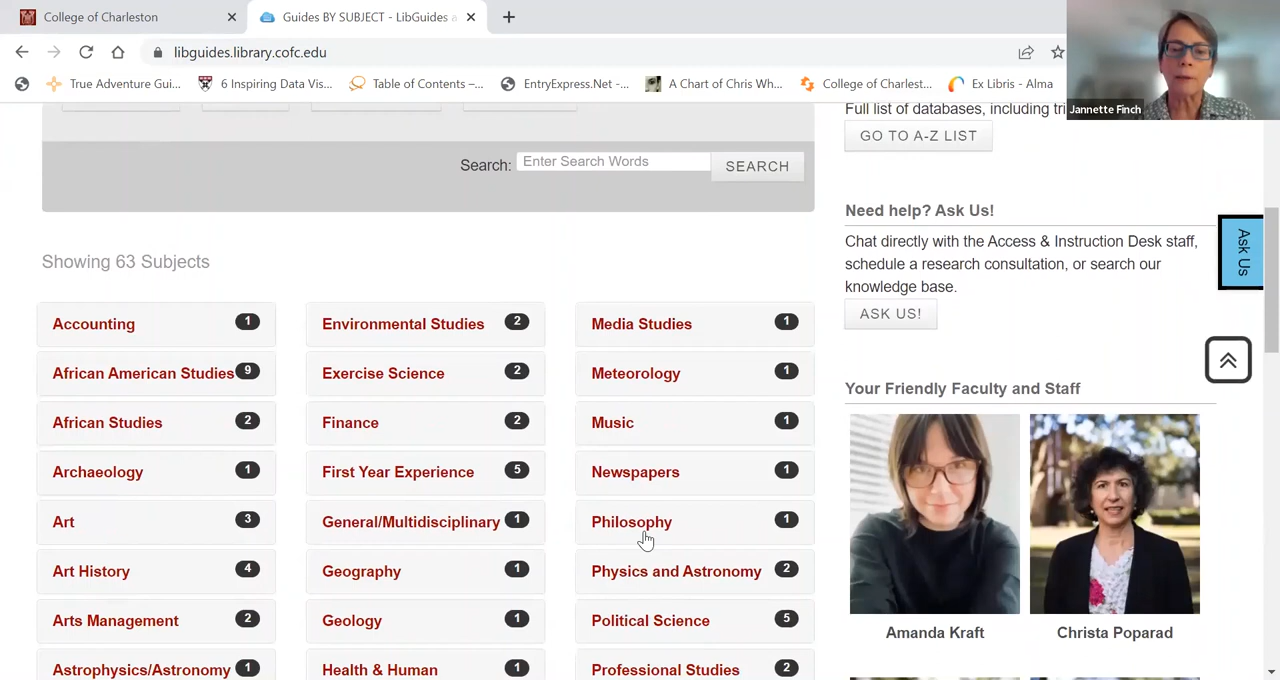 College of Charleston
Guides BY SUBJECT - LibGuides a
libguides.library.cofc.edu
True Adventure Gui...
6 Inspiring Data Vis...
Table of Contents –...
EntryExpress.Net -...
A Chart of Chris Wh...
College of Charlest...
Ex Libris - Alma
Jannette Finch
Full list of databases, including tri
GO TO A-Z LIST
Search: Enter Search Words SEARCH
Need help? Ask Us!
Chat directly with the Access & Instruction Desk staff,
schedule a research consultation, or search our
knowledge base.
ASK US!
Ask Us
Showing 63 Subjects
Accounting 1
African American Studies 9
African Studies 2
Archaeology 1
Art 3
Art History 4
Arts Management 2
Astrophysics/Astronomy 1
Environmental Studies 2
Exercise Science 2
Finance 2
First Year Experience 5
General/Multidisciplinary 1
Geography 1
Geology 1
Health & Human 1
Media Studies 1
Meteorology 1
Music 1
Newspapers 1
Philosophy 1
Physics and Astronomy 2
Political Science 5
Professional Studies 2
Your Friendly Faculty and Staff
Amanda Kraft
Christa Poparad